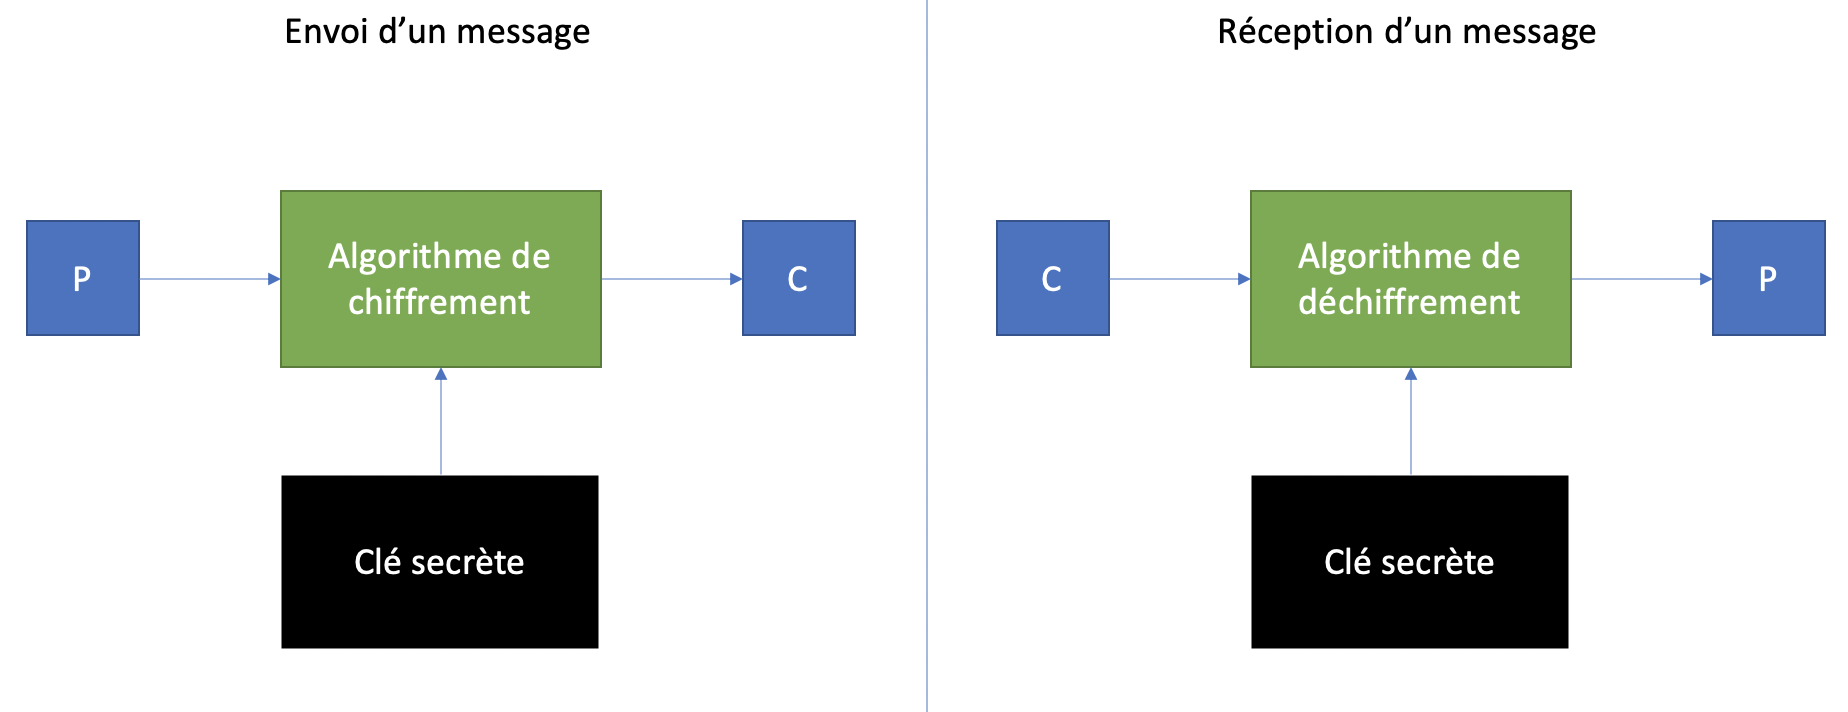 Envoi d’un message
P
Algorithme de
chiffrement
C
Clé secrète
Réception d’un message
C
Algorithme de
déchiffrement
P
Clé secrète